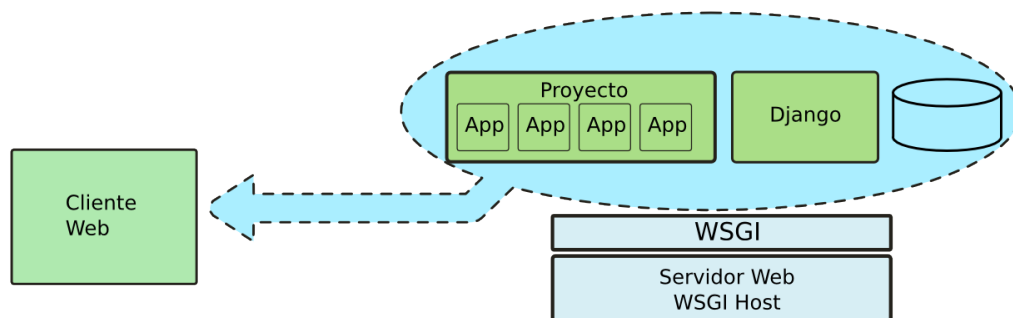 Proyecto
App App App App
Django
Cliente
Web
WSGI
Servidor Web
WSGI Host